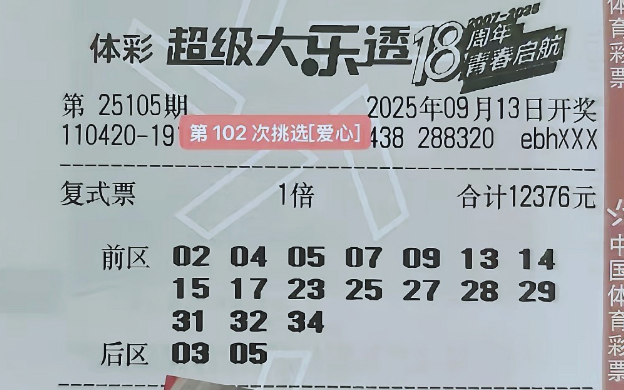 体彩 超级大乐透 18周年 青春启航
2007-2025
第 25105期 2025年09月13日开奖
110420-19 第 102 次挑选[爱心] 438 288320 ebhXXX
复式票 1倍 合计12376元
前区 02 04 05 07 09 13 14
15 17 23 25 27 28 29
31 32 34
后区 03 05
体育彩票
中国体育彩票